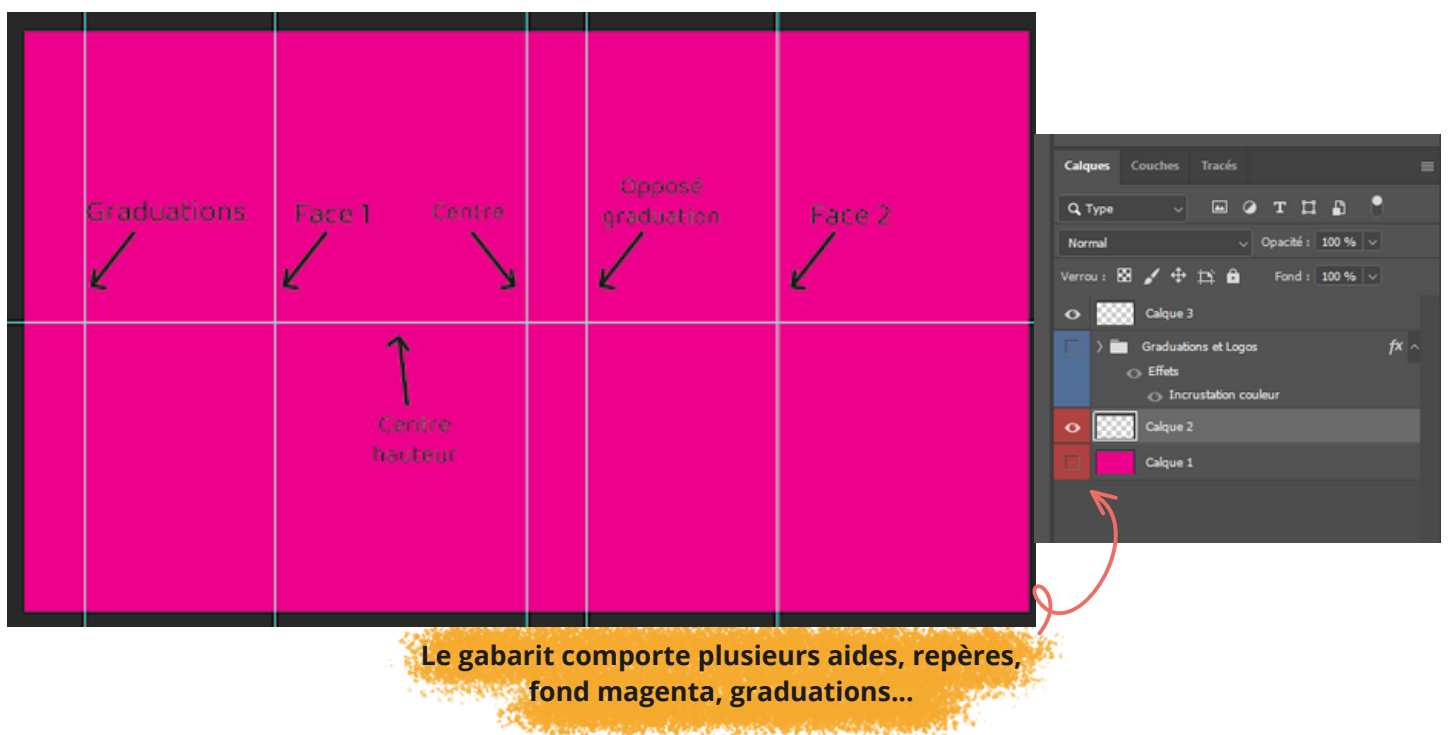 Graduations
Face 1
Centre
Opposé
graduation
Face 2
Centre
hauteur
Calques Couches Tracés
Type
Normal Opacité : 100 %
Verrou : Fond : 100 %
Calque 3
Graduations et Logos fx
Effets
Incrustation couleur
Calque 2
Calque 1
Le gabarit comporte plusieurs aides, repères,
fond magenta, graduations...